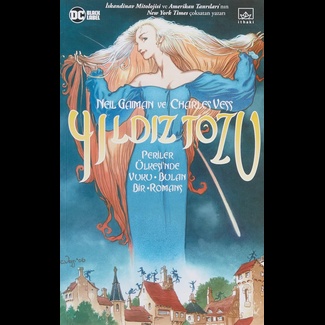 İskandinav Mitolojisi ve Amerikan Tanrıları'nın
New York Times çoksatan yazarı
DC BLACK LABEL
ithaki
NEIL GAIMAN VE CHARLES VESS
YILDIZ TOZU
PERİLER
ÜLKESİ'NDE
VUKU · BULAN
BİR · ROMANS